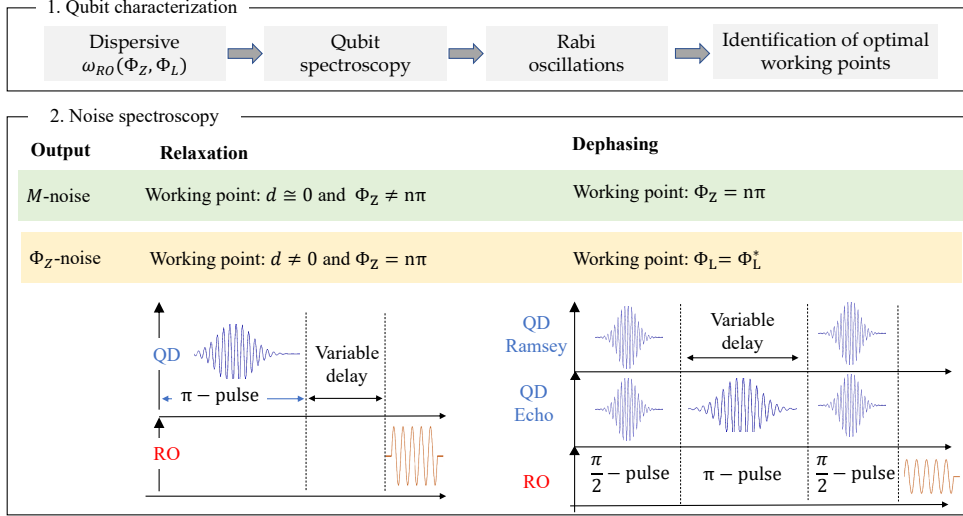 1. Qubit characterization
Dispersive
ω_RO(Φ_Z, Φ_L)
Qubit
spectroscopy
Rabi
oscillations
Identification of optimal
working points
2. Noise spectroscopy
Output
Relaxation
Dephasing
M-noise
Working point: d ≅ 0 and Φ_Z ≠ nπ
Working point: Φ_Z = nπ
Φ_Z-noise
Working point: d ≠ 0 and Φ_Z = nπ
Working point: Φ_L= Φ_L^*
QD
Variable
delay
π − pulse
RO
QD
Ramsey
Variable
delay
QD
Echo
RO
π/2 − pulse
π − pulse
π/2 − pulse